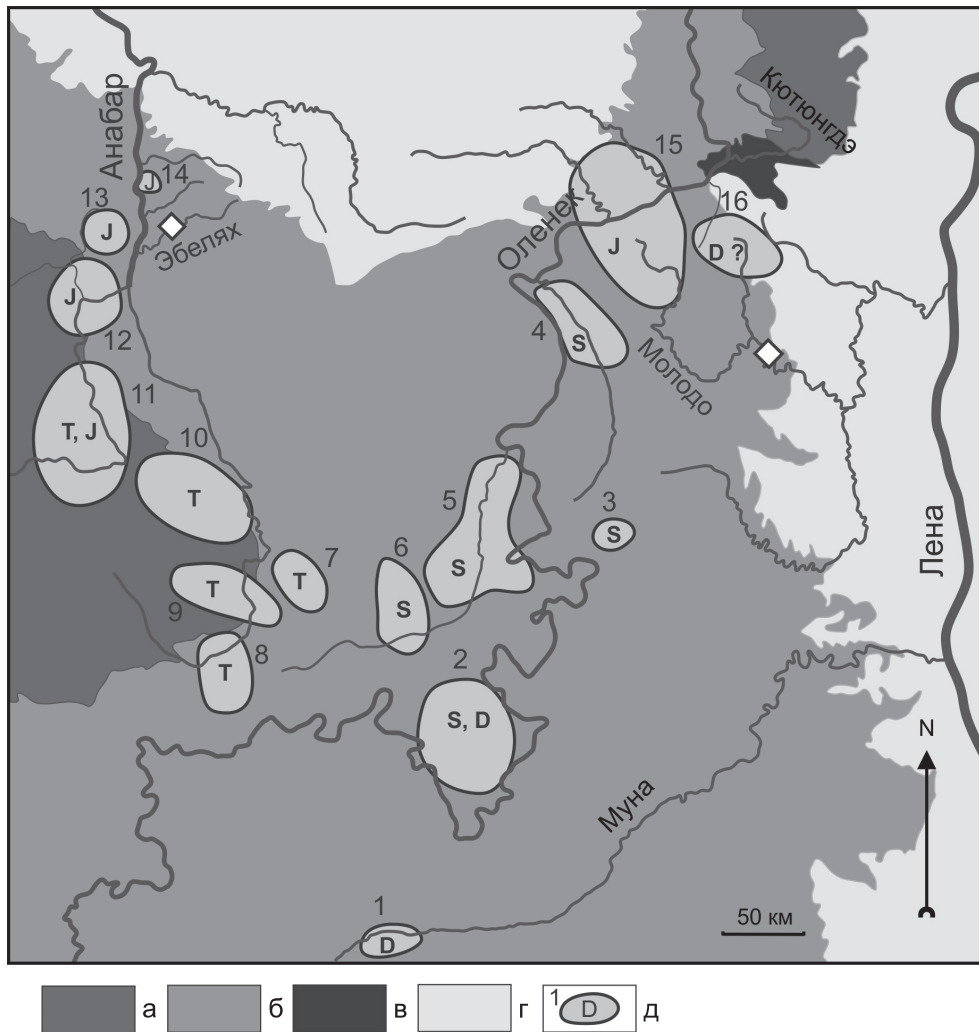 Кютюнгдэ
Анабар
15
14
J
16
13
J
Эбелях
Оленек
J
D ?
J
4
12
S
Молодо
11
T, J
10
T
5
3
S
6
7
S
T
T
S
9
8
T
2
S, D
Лена
N
Муна
1
D
50 км
а
б
в
г
1
D
д